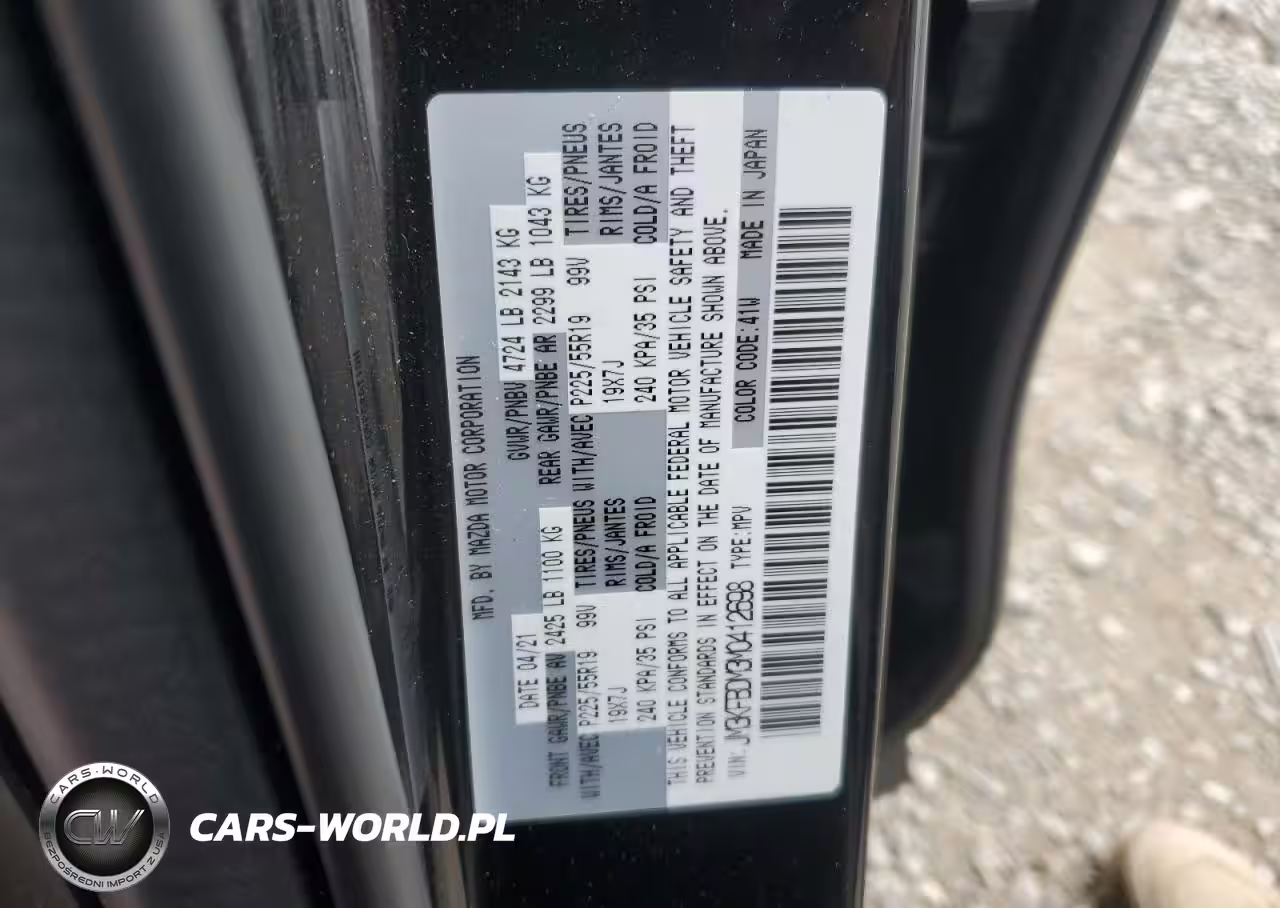 MFD. BY MAZDA MOTOR CORPORATION
DATE 04/21 GVWR/PNBV 4724 LB 2143 KG
FRONT GAWR/PNBE AV 2425 LB 1100 KG REAR GAWR/PNBE AR 2299 LB 1043 KG
WITH/AVEC P225/55R19 99V TIRES/PNEUS WITH/AVEC P225/55R19 99V TIRES/PNEUS
19X7J RIMS/JANTES 19X7J RIMS/JANTES
240 KPA/35 PSI COLD/A FROID 240 KPA/35 PSI COLD/A FROID
THIS VEHICLE CONFORMS TO ALL APPLICABLE FEDERAL MOTOR VEHICLE SAFETY AND THEFT
PREVENTION STANDARDS IN EFFECT ON THE DATE OF MANUFACTURE SHOWN ABOVE.
VIN: JM3KFBDM3M0412698 TYPE:MPV COLOR CODE:41W MADE IN JAPAN
CARS-WORLD
CW
BEZPOŚREDNI IMPORT Z USA
CARS-WORLD.PL